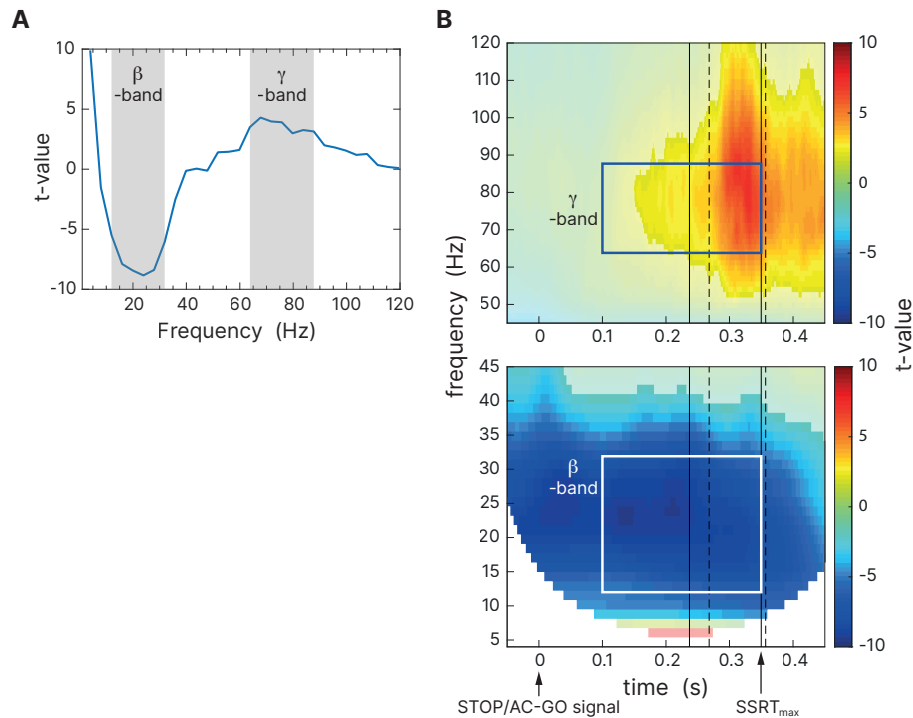 A
10
5
0
-5
-10
t-value
β
-band
γ
-band
0
20
40
60
80
100
120
Frequency (Hz)
B
120
110
100
90
80
70
60
50
γ
-band
0
0.1
0.2
0.3
0.4
10
5
0
-5
-10
frequency (Hz)
t-value
45
40
35
30
25
20
15
10
5
β
-band
0
0.1
0.2
0.3
0.4
10
5
0
-5
-10
time (s)
STOP/AC-GO signal
SSRTmax